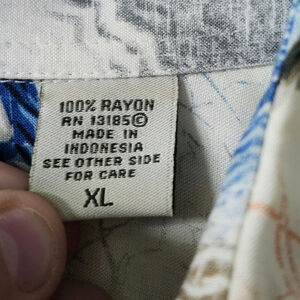 100% RAYON
RN 13185©
MADE IN
INDONESIA
SEE OTHER SIDE
FOR CARE
XL